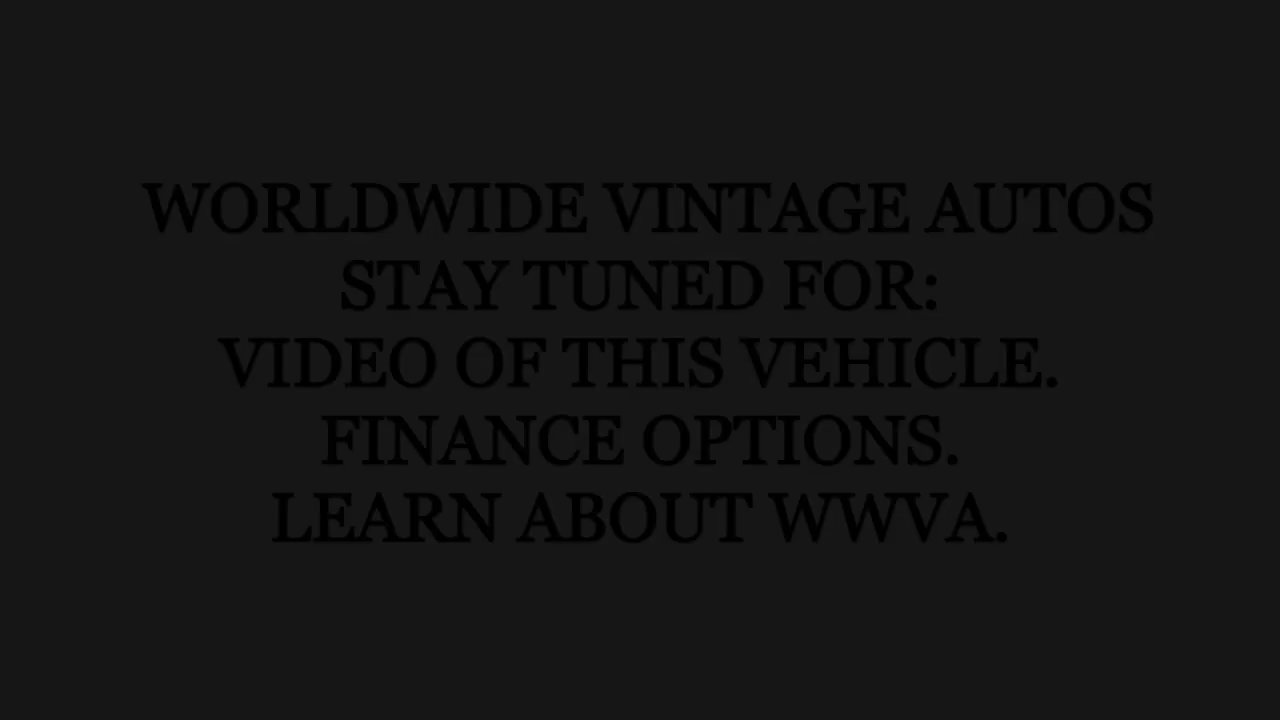 WORLDWIDE VINTAGE AUTOS
STAY TUNED FOR:
VIDEO OF THIS VEHICLE.
FINANCE OPTIONS.
LEARN ABOUT WWVA.